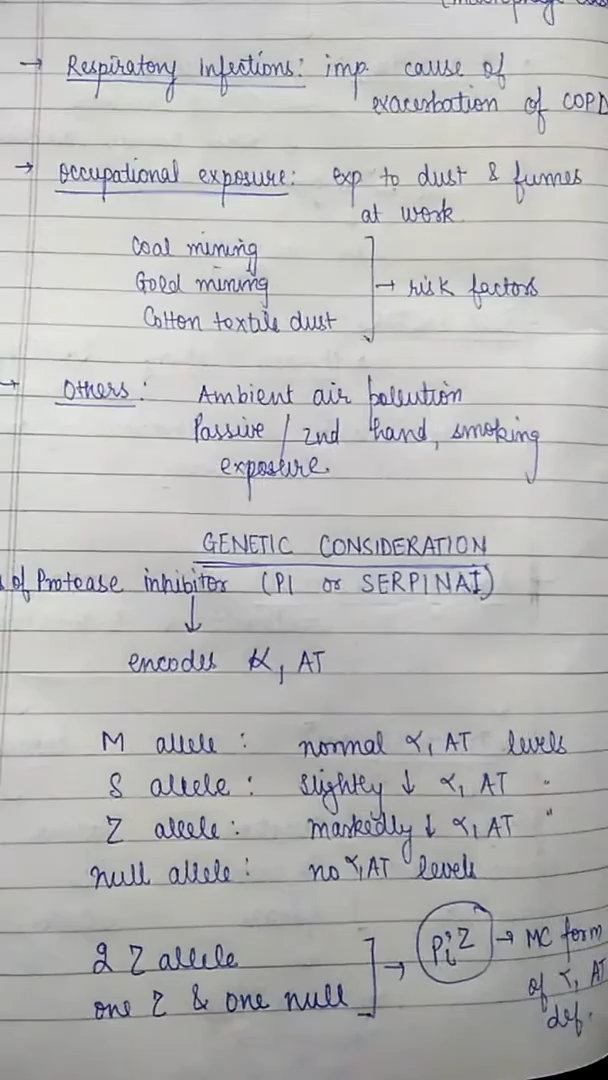 (macrophage
→ Respiratory infections: imp. cause of
exacerbation of COPD
→ Occupational exposure: exp to dust & fumes
at work
Coal mining
Gold mining
Cotton textile dust
→ risk factors
→ Others: Ambient air pollution
Passive / 2nd hand, smoking
exposure.
GENETIC CONSIDERATION
of Protease inhibitor (PI or SERPINAI)
↓
encodes α1 AT
M allele: normal α1 AT levels
S allele: slightly ↓ α1 AT "
Z allele: markedly ↓ α1 AT "
null allele: no α1AT levels
2 Z allele
one Z & one null
→ PiZ → MC form
of α1 AT
def.